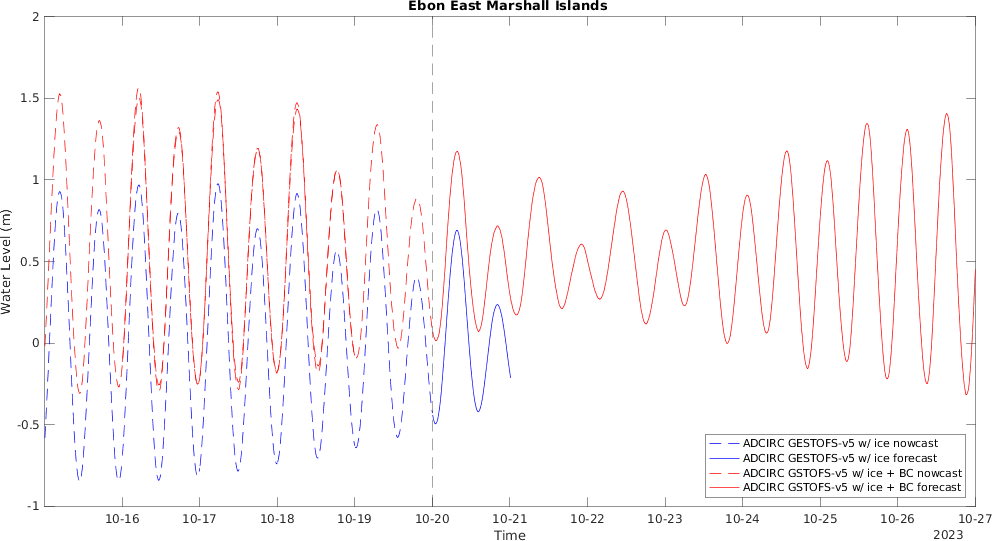 Ebon East Marshall Islands
2
1.5
1
0.5
0
-0.5
-1
Water Level (m)
10-16 10-17 10-18 10-19 10-20 10-21 10-22 10-23 10-24 10-25 10-26 10-27
Time
2023
ADCIRC GESTOFS-v5 w/ ice nowcast
ADCIRC GESTOFS-v5 w/ ice forecast
ADCIRC GSTOFS-v5 w/ ice + BC nowcast
ADCIRC GSTOFS-v5 w/ ice + BC forecast